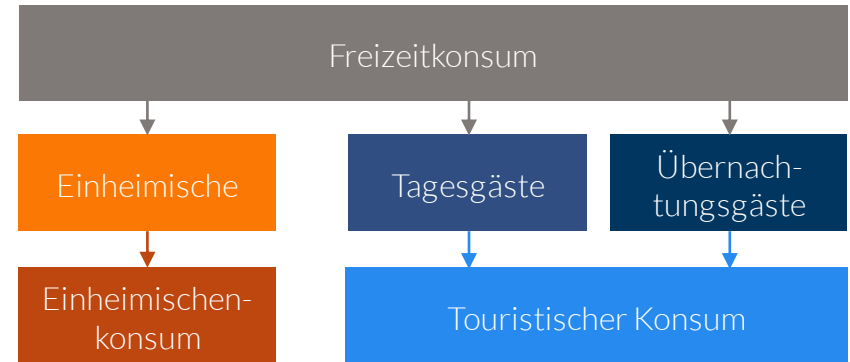 Freizeitkonsum
Einheimische
Tagesgäste
Übernach-
tungsgäste
Einheimischen-
konsum
Touristischer Konsum